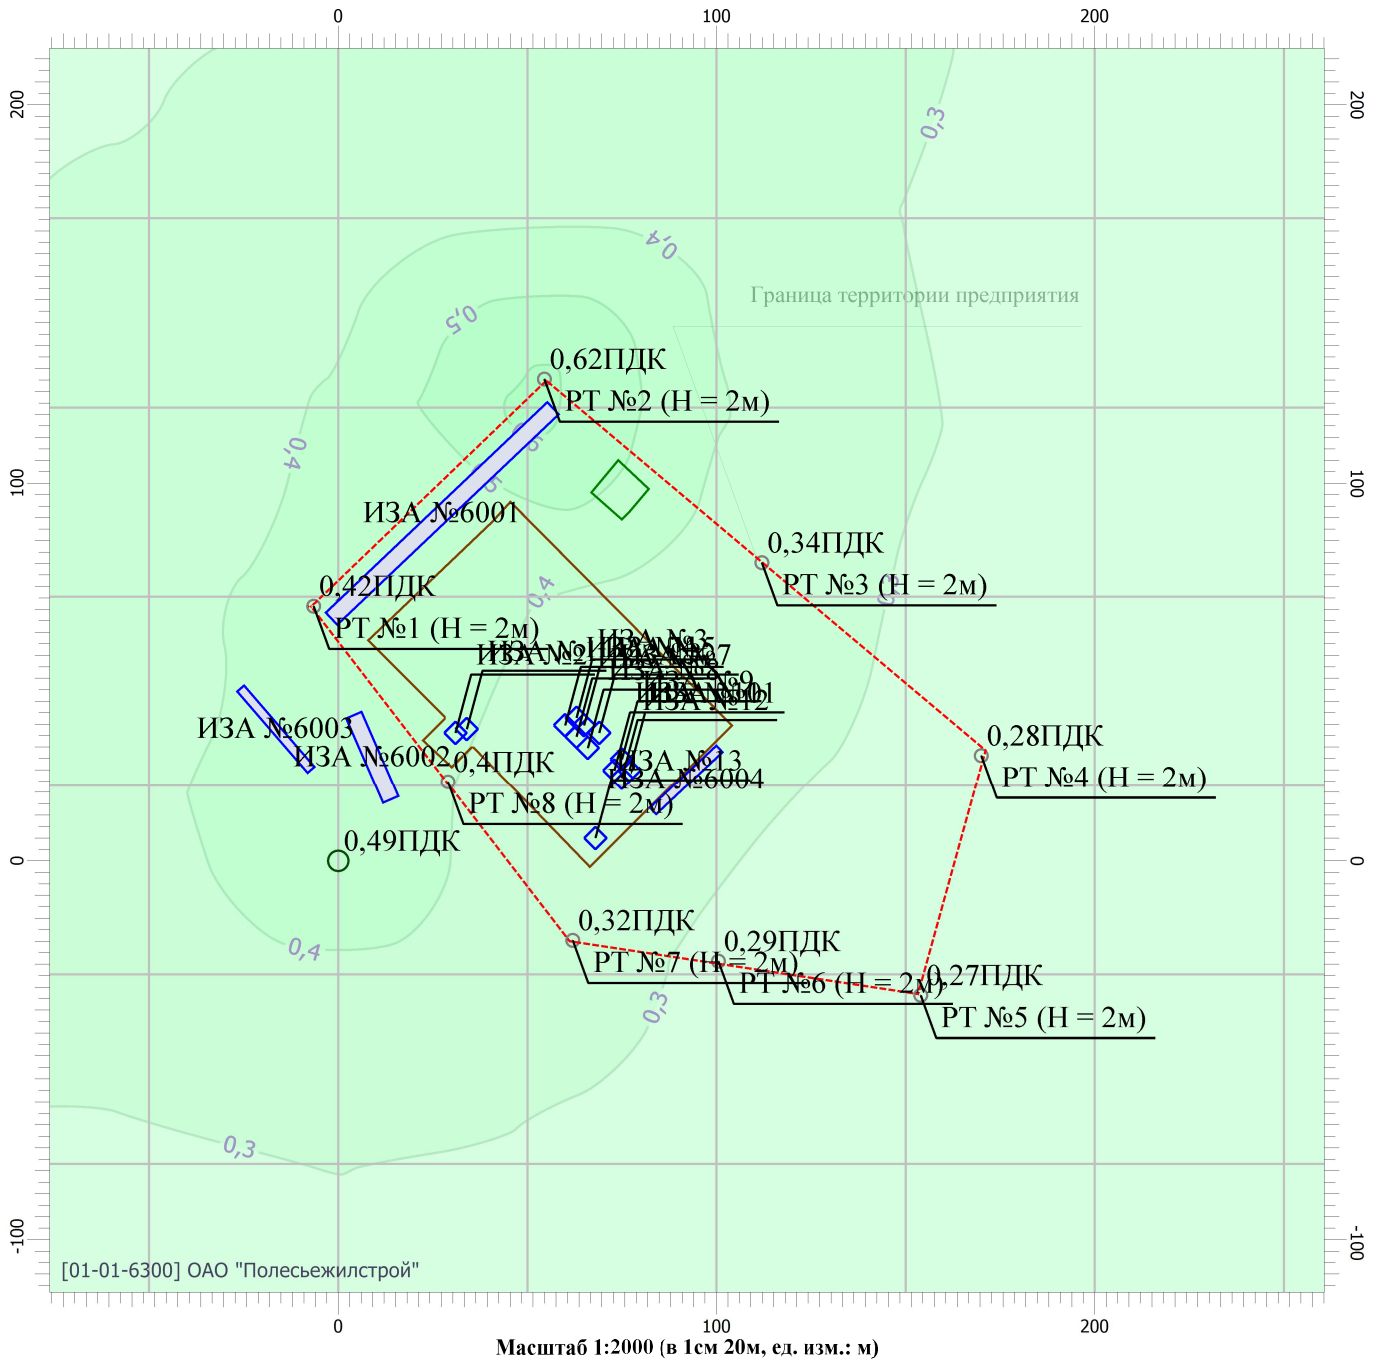 0 100 200
200 200
0,3
0,4
Граница территории предприятия
0,5
0,62ПДК
РТ №2 (Н = 2м)
0,4
100 100
ИЗА №6001
0,34ПДК
РТ №3 (Н = 2м)
0,42ПДК
0,4
РТ №1 (Н = 2м)
ИЗА №3
ИЗА №2
ИЗА №9
ИЗА №12
ИЗА №6003
ИЗА №6002
0,4ПДК
ИЗА №13
ИЗА №6004
0,28ПДК
РТ №4 (Н = 2м)
РТ №8 (Н = 2м)
0,49ПДК
0 0
0,32ПДК
0,4
0,29ПДК
РТ №7 (Н = 2м)
0,27ПДК
РТ №6 (Н = 2м)
0,3
РТ №5 (Н = 2м)
0,3
-100 -100
[01-01-6300] ОАО "Полесьежилстрой"
0 100 200
Масштаб 1:2000 (в 1см 20м, ед. изм.: м)